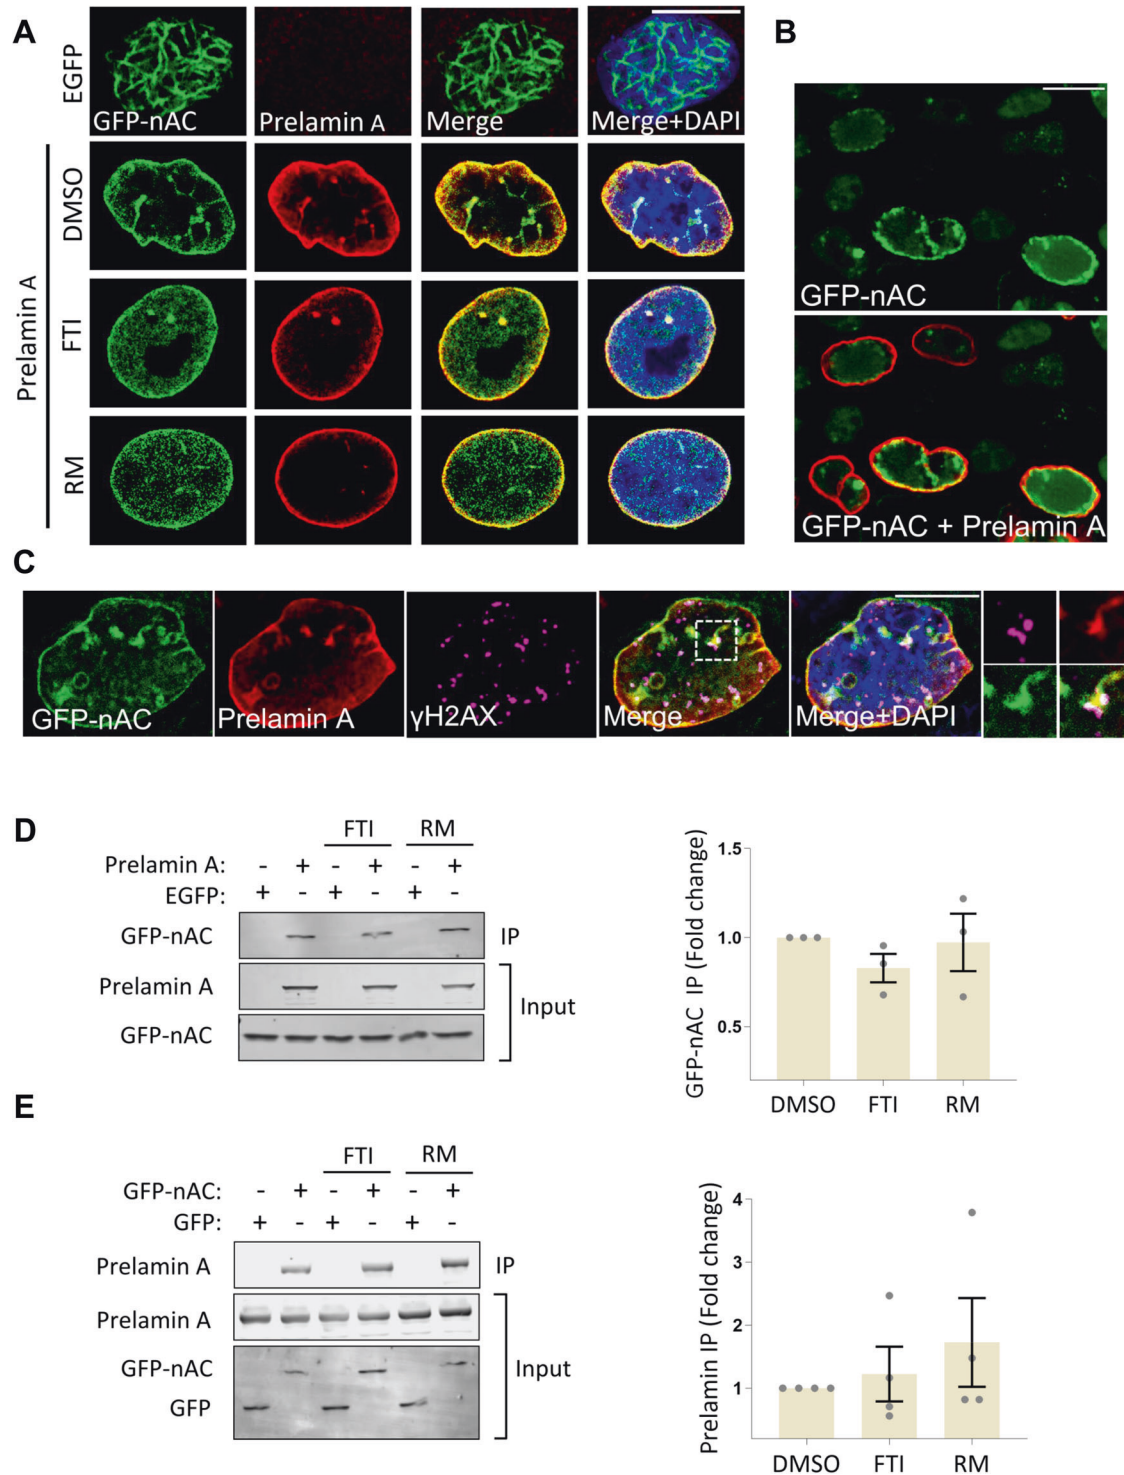 A
EGFP
GFP-nAC
Prelamin A
Merge
Merge+DAPI
Prelamin A
DMSO
FTI
RM
B
GFP-nAC
GFP-nAC + Prelamin A
C
GFP-nAC
Prelamin A
γH2AX
Merge
Merge+DAPI
D
FTI RM
Prelamin A: - + - + - +
EGFP: + - + - + -
GFP-nAC IP
Prelamin A
GFP-nAC
Input
GFP-nAC IP (Fold change)
1.5
1.0
0.5
DMSO FTI RM
E
FTI RM
GFP-nAC: - + - + - +
GFP: + - + - + -
Prelamin A IP
Prelamin A
GFP-nAC
GFP
Input
Prelamin IP (Fold change)
4
3
2
1
DMSO FTI RM